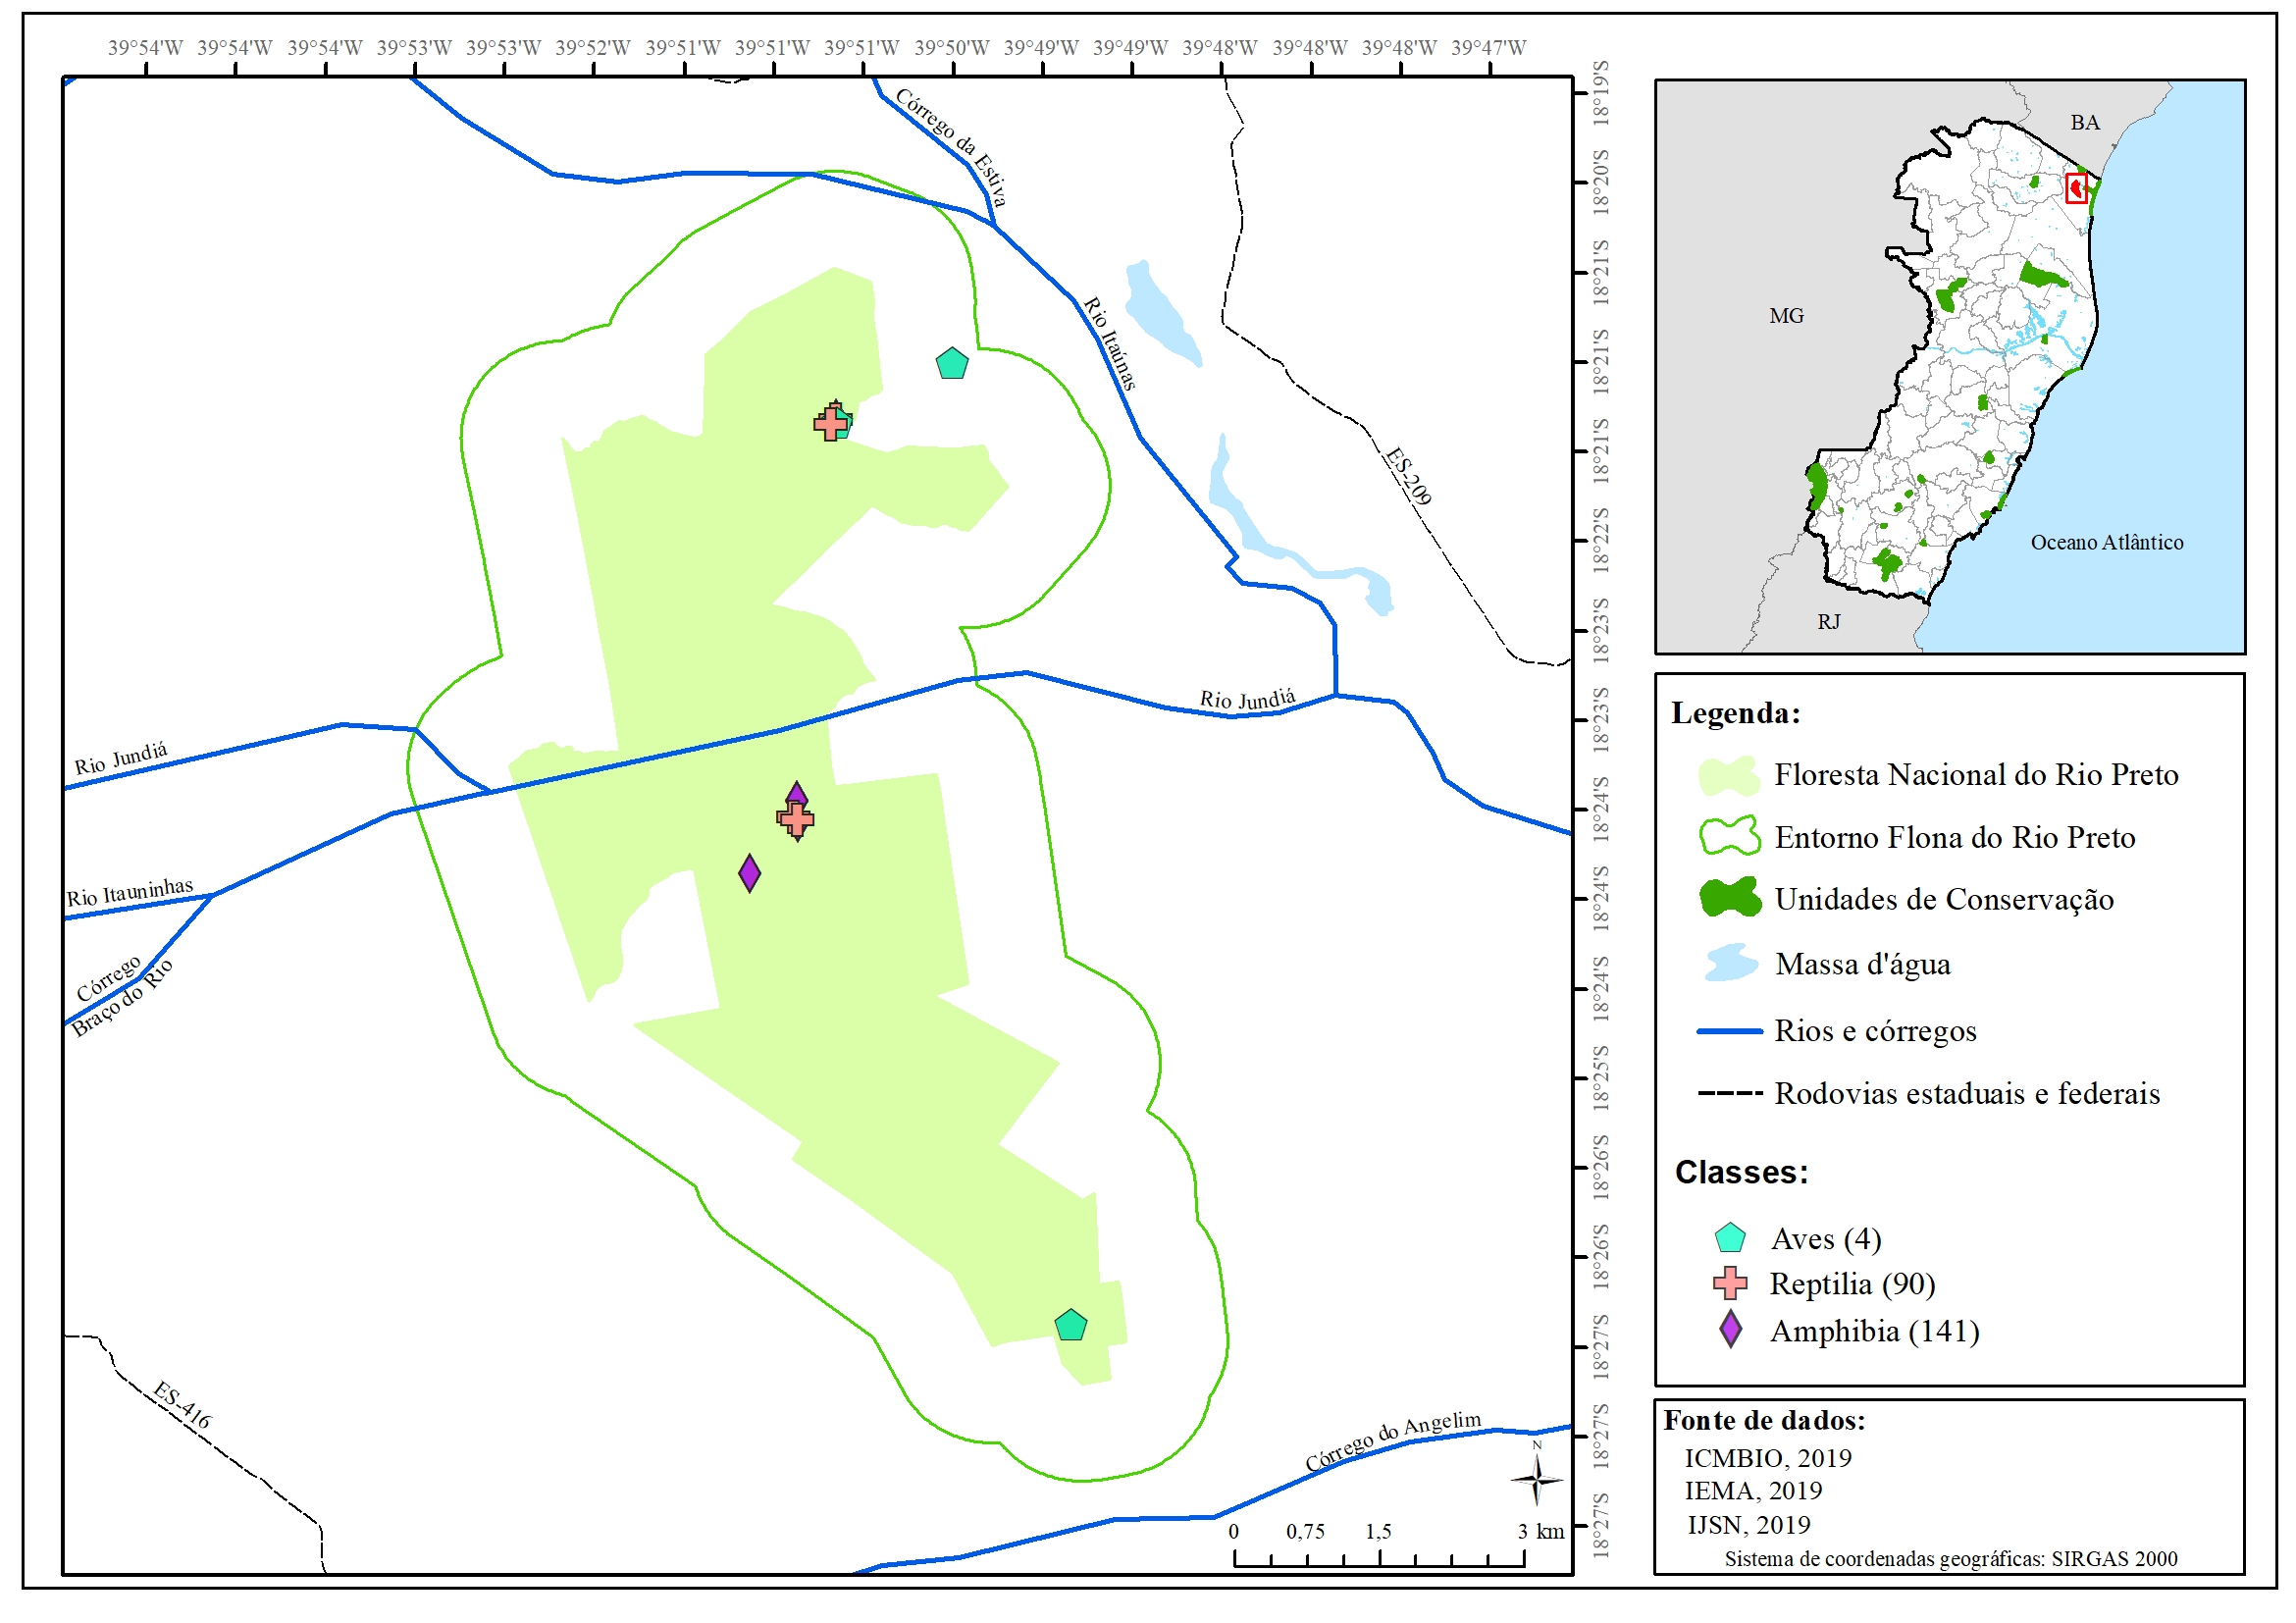 39°54'W 39°54'W 39°54'W 39°53'W 39°53'W 39°52'W 39°51'W 39°51'W 39°51'W 39°50'W 39°49'W 39°49'W 39°48'W 39°48'W 39°48'W 39°47'W
18°19'S
18°20'S
18°21'S
18°21'S
18°21'S
18°22'S
18°23'S
18°23'S
18°24'S
18°24'S
18°24'S
18°25'S
18°26'S
18°26'S
18°27'S
18°27'S
18°27'S
Córrego da Estiva
Rio Itaúnas
ES-209
Rio Jundiá
Rio Jundiá
Rio Itauninhas
Córrego
Braço do Rio
ES-416
Córrego do Angelim
N
0 0,75 1,5 3 km
BA
MG
Oceano Atlântico
RJ
Legenda:
Floresta Nacional do Rio Preto
Entorno Flona do Rio Preto
Unidades de Conservação
Massa d'água
Rios e córregos
Rodovias estaduais e federais
Classes:
Aves (4)
Reptilia (90)
Amphibia (141)
Fonte de dados:
ICMBIO, 2019
IEMA, 2019
IJSN, 2019
Sistema de coordenadas geográficas: SIRGAS 2000